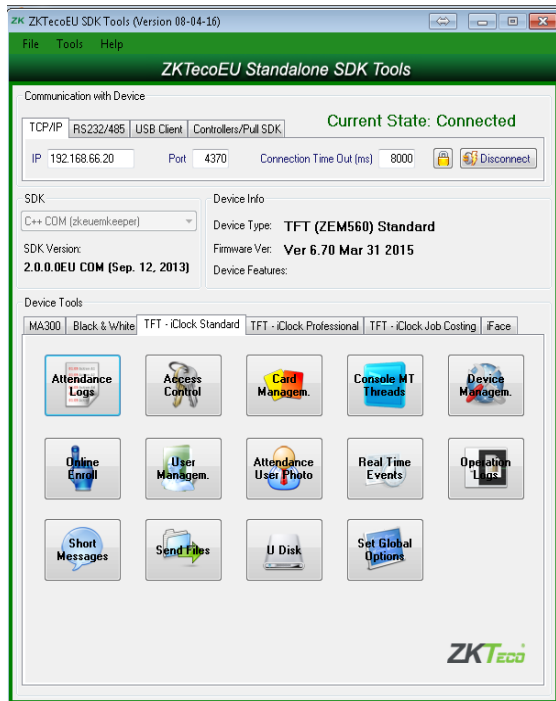 ZK ZKTecoEU SDK Tools (Version 08-04-16)
File Tools Help
ZKTecoEU Standalone SDK Tools
Communication with Device
TCP/IP RS232/485 USB Client Controllers/Pull SDK
Current State: Connected
IP 192.168.66.20 Port 4370 Connection Time Out (ms) 8000 Disconnect
SDK
C++ COM (zkeuemkeeper)
SDK Version:
2.0.0.0EU COM (Sep. 12, 2013)
Device Info
Device Type: TFT (ZEM560) Standard
Firmware Ver: Ver 6.70 Mar 31 2015
Device Features:
Device Tools
MA300 Black & White TFT - iClock Standard TFT - iClock Professional TFT - iClock Job Costing iFace
Attendance Logs
Access Control
Card Managem.
Console MT Threads
Device Managem.
Online Enroll
User Managem.
Attendance User Photo
Real Time Events
Operation Logs
Short Messages
Send Files
U Disk
Set Global Options
ZKTeco